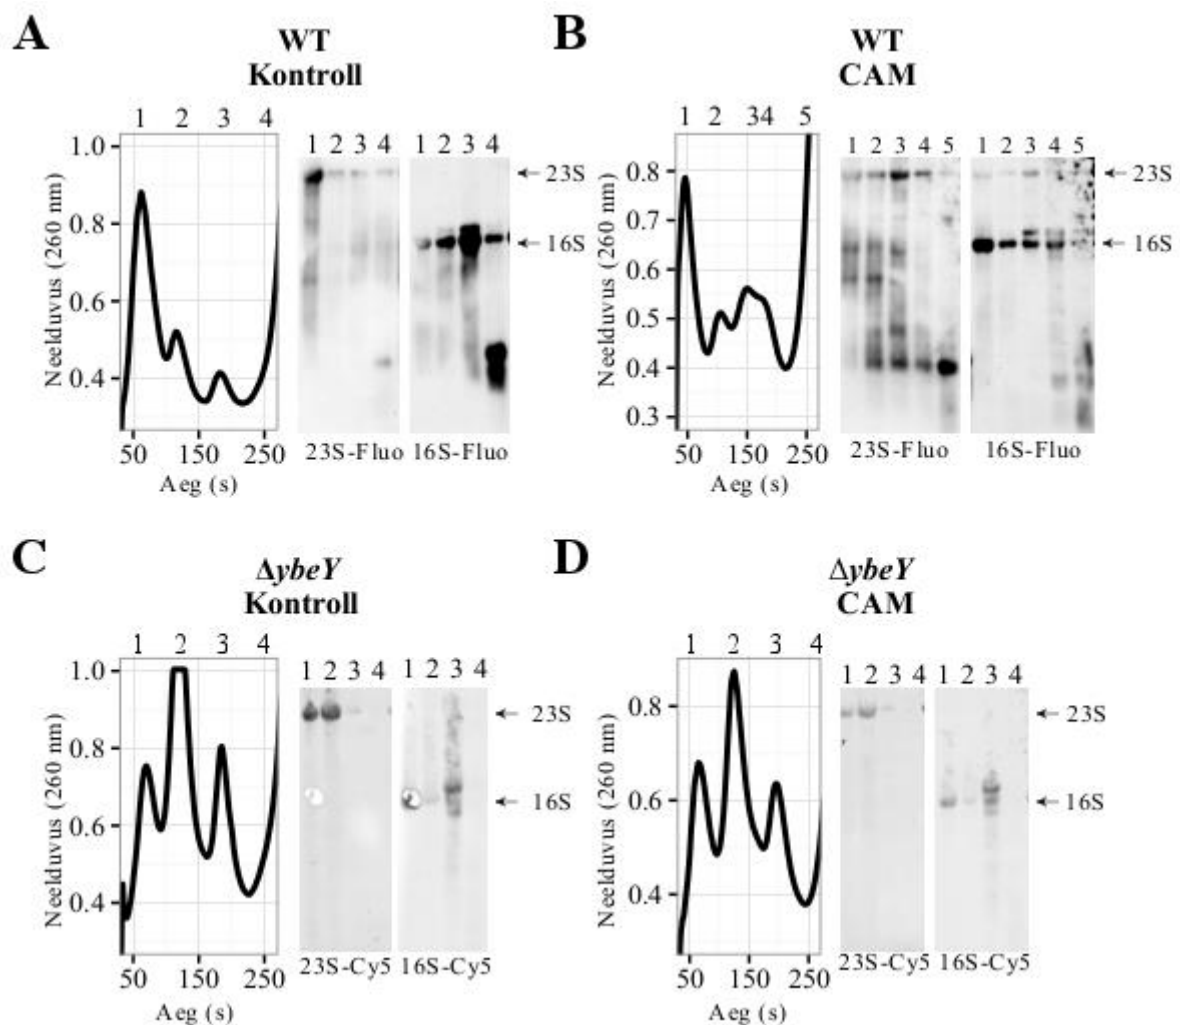 A
WT
Kontroll
1 2 3 4
1.0
0.8
0.6
0.4
Neelduvus (260 nm)
50 150 250
Aeg (s)
1 2 3 4
23S-Fluo
1 2 3 4
16S-Fluo
← 23S
← 16S
B
WT
CAM
1 2 34 5
0.8
0.7
0.6
0.5
0.4
0.3
Neelduvus (260 nm)
50 150 250
Aeg (s)
1 2 3 4 5
23S-Fluo
1 2 3 4 5
16S-Fluo
← 23S
← 16S
C
ΔybeY
Kontroll
1 2 3 4
1.0
0.8
0.6
0.4
Neelduvus (260 nm)
50 150 250
Aeg (s)
1 2 3 4
23S-Cy5
1 2 3 4
16S-Cy5
← 23S
← 16S
D
ΔybeY
CAM
1 2 3 4
0.8
0.6
0.4
Neelduvus (260 nm)
50 150 250
Aeg (s)
1 2 3 4
23S-Cy5
1 2 3 4
16S-Cy5
← 23S
← 16S